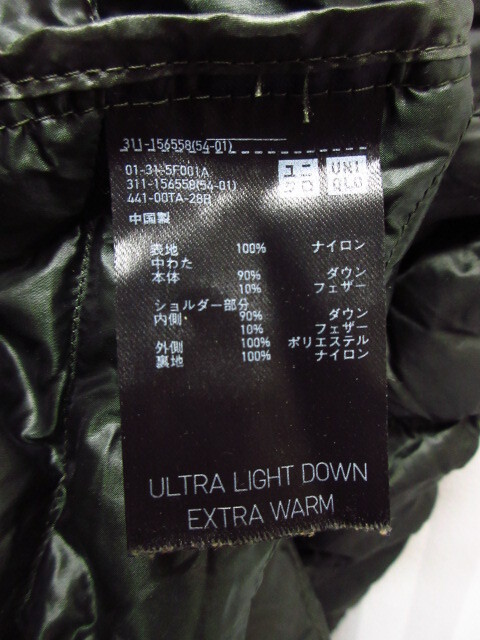 311-156558(54-01)
01-31-5F001A
311-156558(54-01)
441-00TA-28B
ユニ
クロ
UNI
QLO
中国製
表地 100% ナイロン
中わた
本体 90% ダウン
10% フェザー
ショルダー部分
内側 90% ダウン
10% フェザー
外側 100% ポリエステル
裏地 100% ナイロン
ULTRA LIGHT DOWN
EXTRA WARM